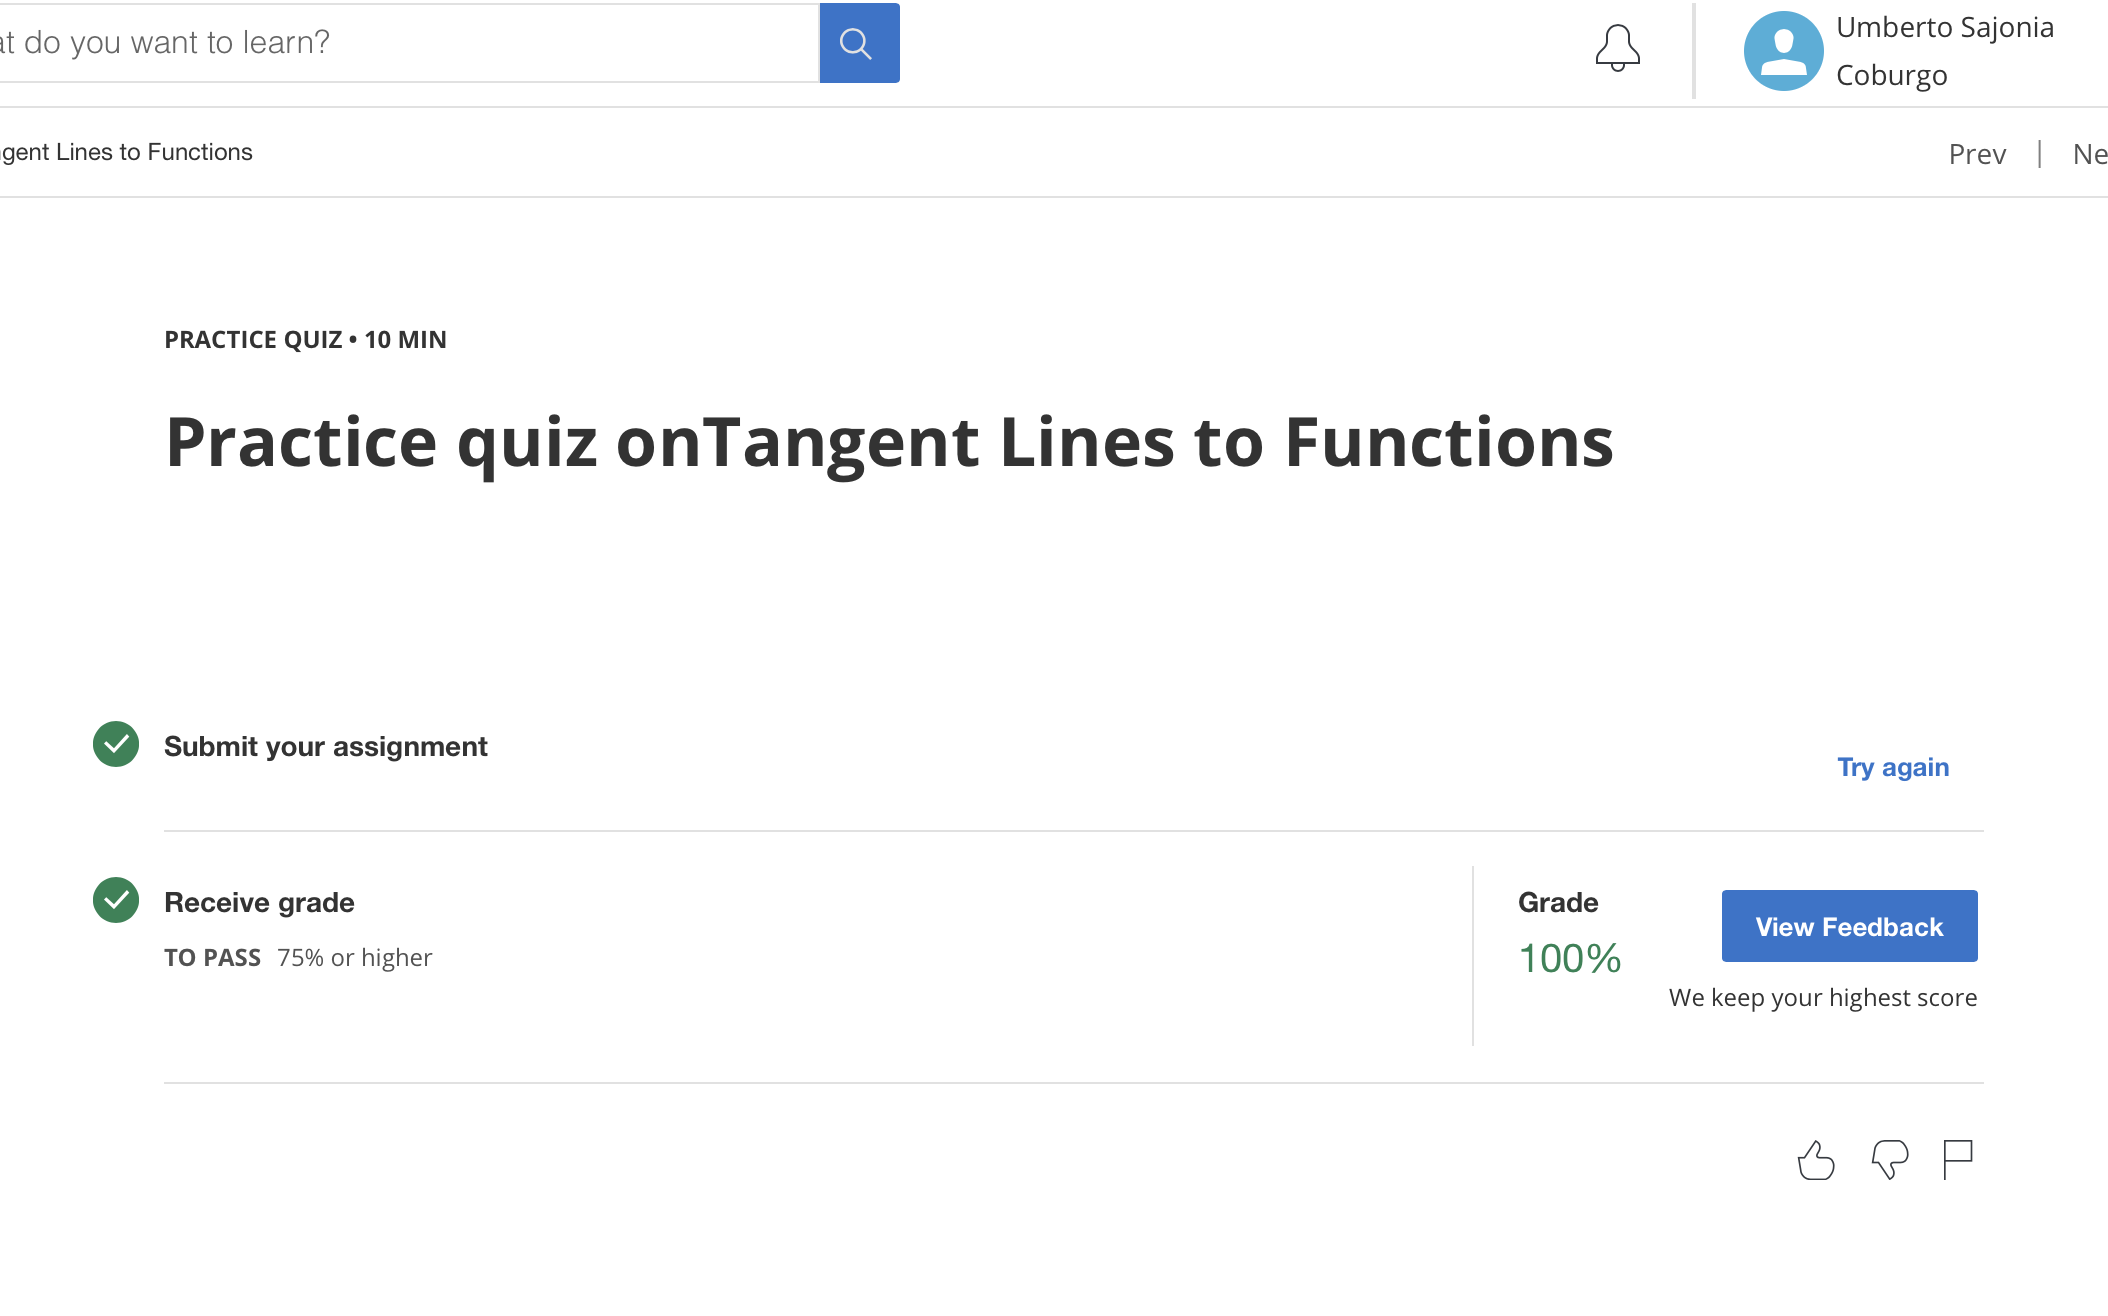 at do you want to learn?
Umberto Sajonia
Coburgo
gent Lines to Functions
Prev | Ne
PRACTICE QUIZ • 10 MIN
Practice quiz onTangent Lines to Functions
Submit your assignment
Try again
Receive grade
TO PASS 75% or higher
Grade
100%
View Feedback
We keep your highest score